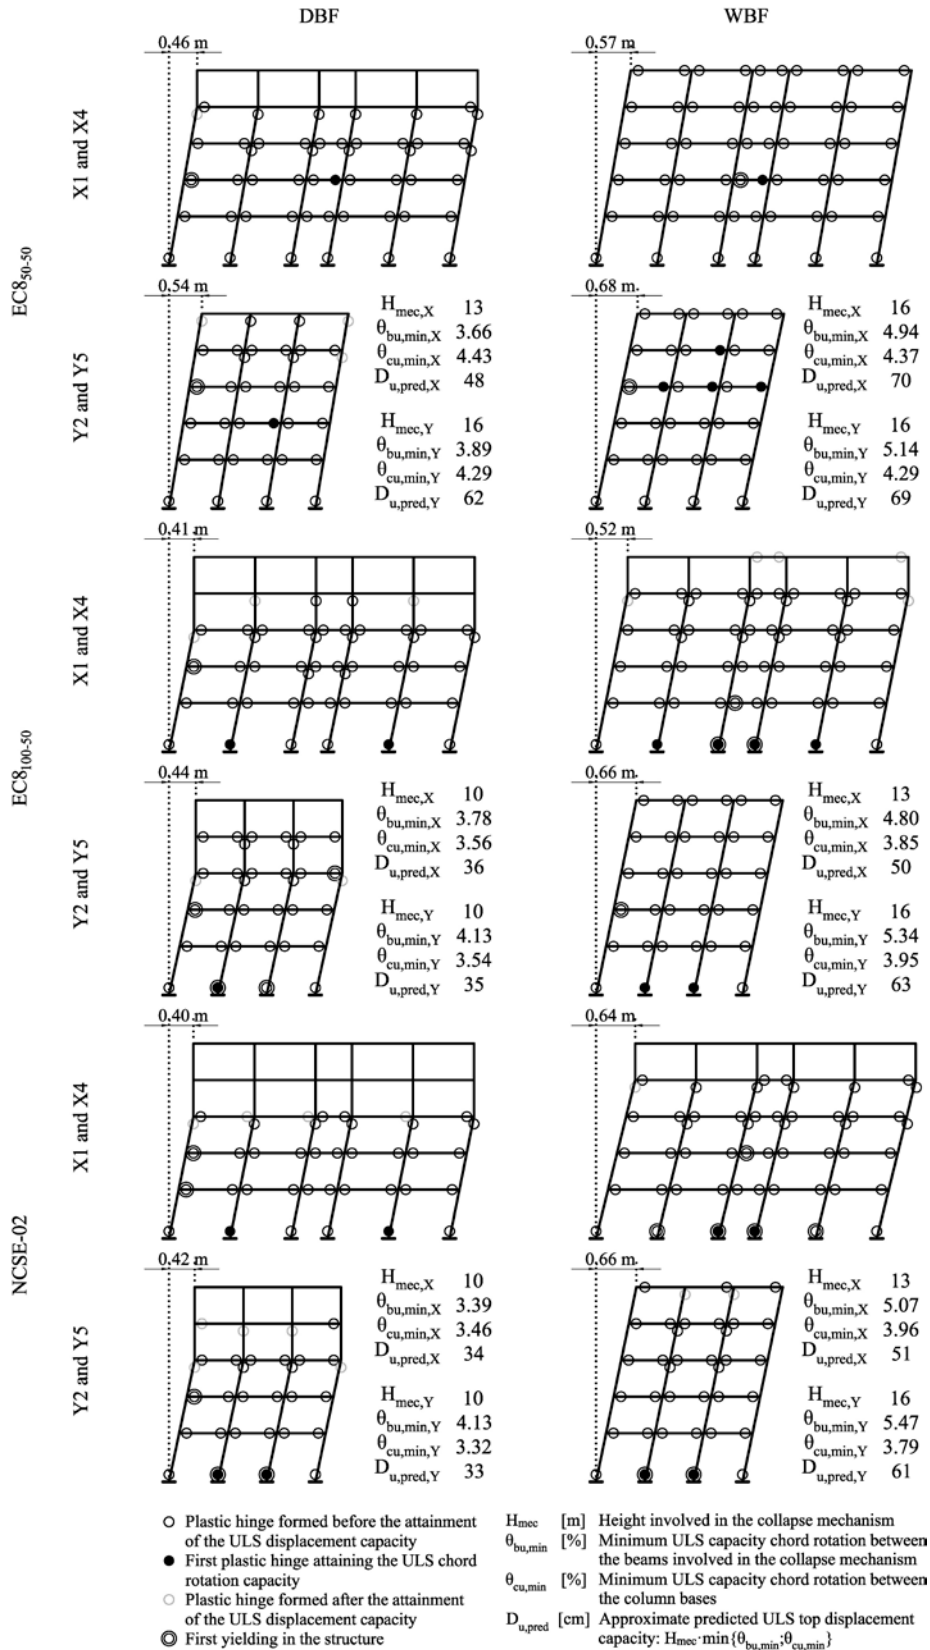 DBF
WBF
EC850-50
X1 and X4
0.46 m
0.57 m
Y2 and Y5
0.54 m
Hmec,X 13
θbu,min,X 3.66
θcu,min,X 4.43
Du,pred,X 48
Hmec,Y 16
θbu,min,Y 3.89
θcu,min,Y 4.29
Du,pred,Y 62
0.68 m
Hmec,X 16
θbu,min,X 4.94
θcu,min,X 4.37
Du,pred,X 70
Hmec,Y 16
θbu,min,Y 5.14
θcu,min,Y 4.29
Du,pred,Y 69
EC8100-50
X1 and X4
0.41 m
0.52 m
Y2 and Y5
0.44 m
Hmec,X 10
θbu,min,X 3.78
θcu,min,X 3.56
Du,pred,X 36
Hmec,Y 10
θbu,min,Y 4.13
θcu,min,Y 3.54
Du,pred,Y 35
0.66 m
Hmec,X 13
θbu,min,X 4.80
θcu,min,X 3.85
Du,pred,X 50
Hmec,Y 16
θbu,min,Y 5.34
θcu,min,Y 3.95
Du,pred,Y 63
NCSE-02
X1 and X4
0.40 m
0.64 m
Y2 and Y5
0.42 m
Hmec,X 10
θbu,min,X 3.39
θcu,min,X 3.46
Du,pred,X 34
Hmec,Y 10
θbu,min,Y 4.13
θcu,min,Y 3.32
Du,pred,Y 33
0.66 m
Hmec,X 13
θbu,min,X 5.07
θcu,min,X 3.96
Du,pred,X 51
Hmec,Y 16
θbu,min,Y 5.47
θcu,min,Y 3.79
Du,pred,Y 61
Plastic hinge formed before the attainment
of the ULS displacement capacity
First plastic hinge attaining the ULS chord
rotation capacity
Plastic hinge formed after the attainment
of the ULS displacement capacity
First yielding in the structure
Hmec [m] Height involved in the collapse mechanism
θbu,min [%] Minimum ULS capacity chord rotation between
the beams involved in the collapse mechanism
θcu,min [%] Minimum ULS capacity chord rotation between
the column bases
Du,pred [cm] Approximate predicted ULS top displacement
capacity: Hmec·min{θbu,min;θcu,min}